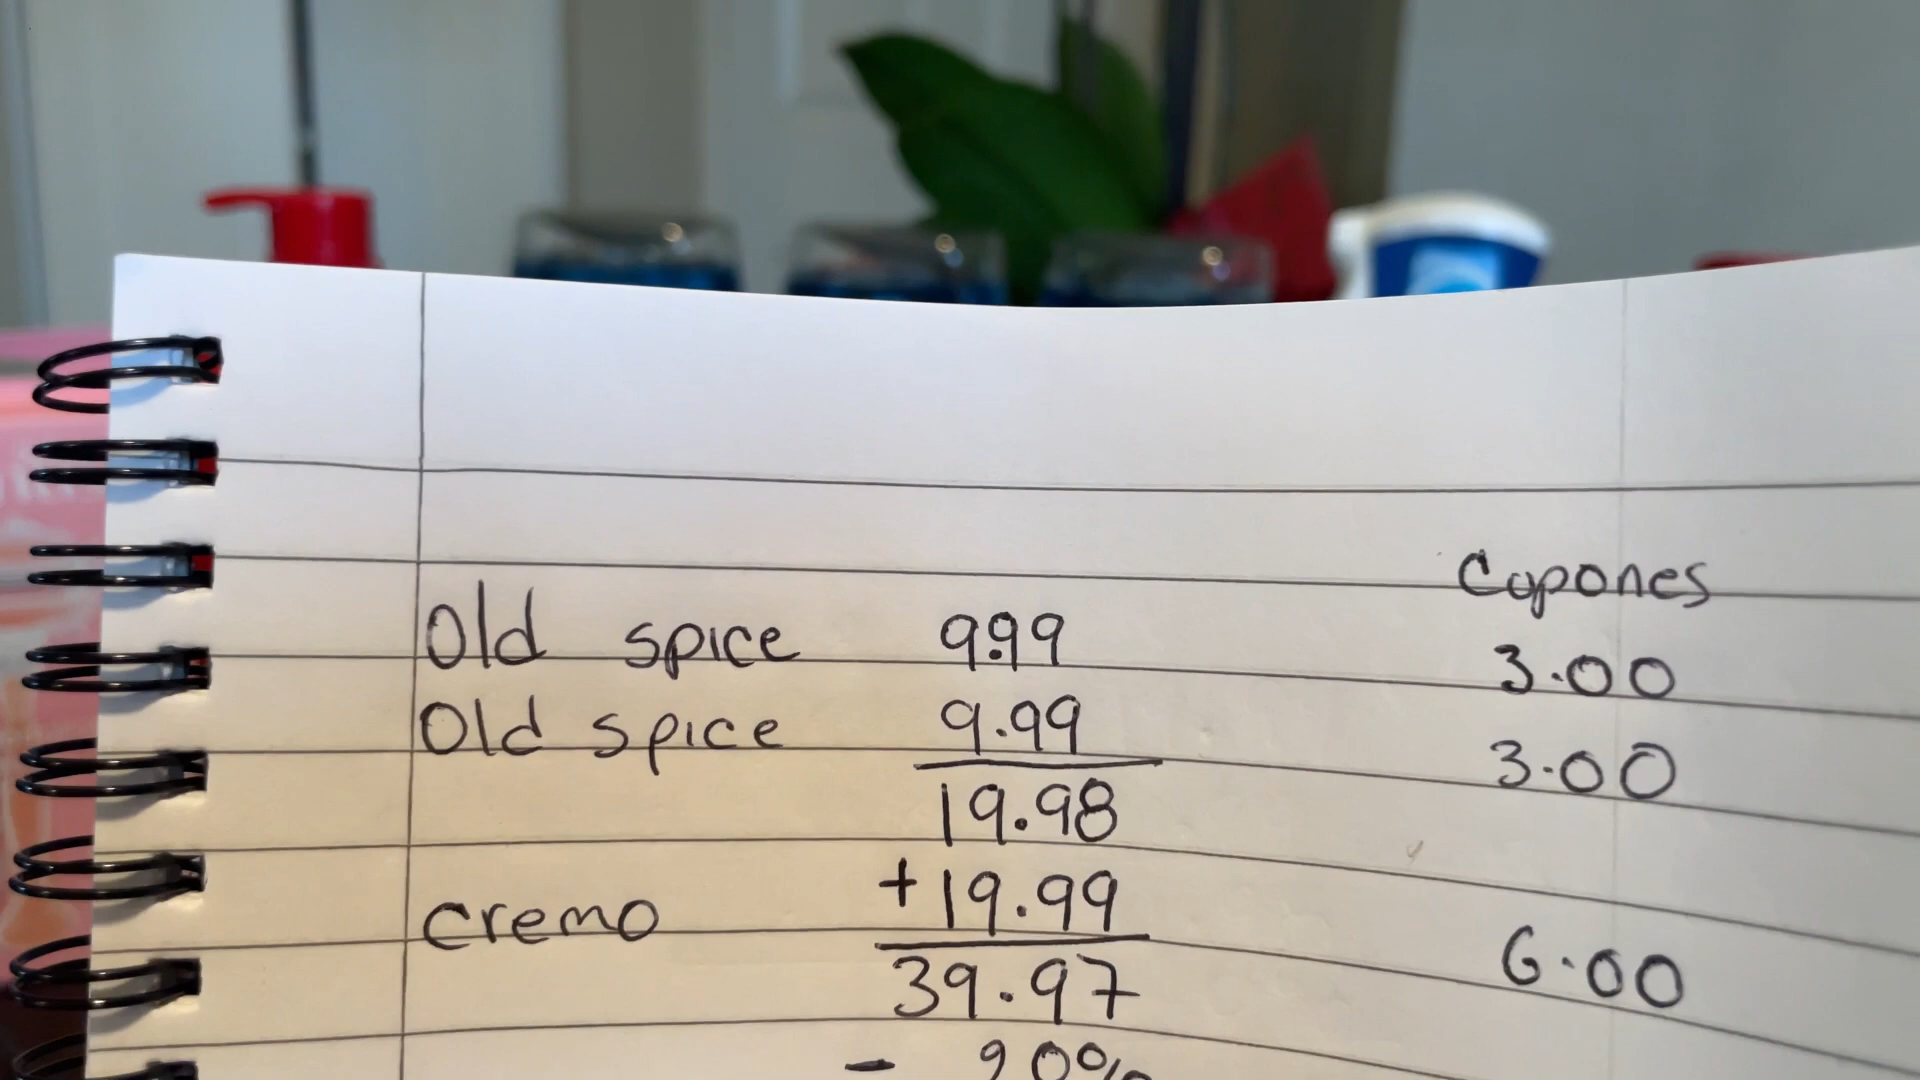 Cupones
Old spice 9.99 3.00
Old spice 9.99 3.00
19.98
cremo +19.99 6.00
39.97